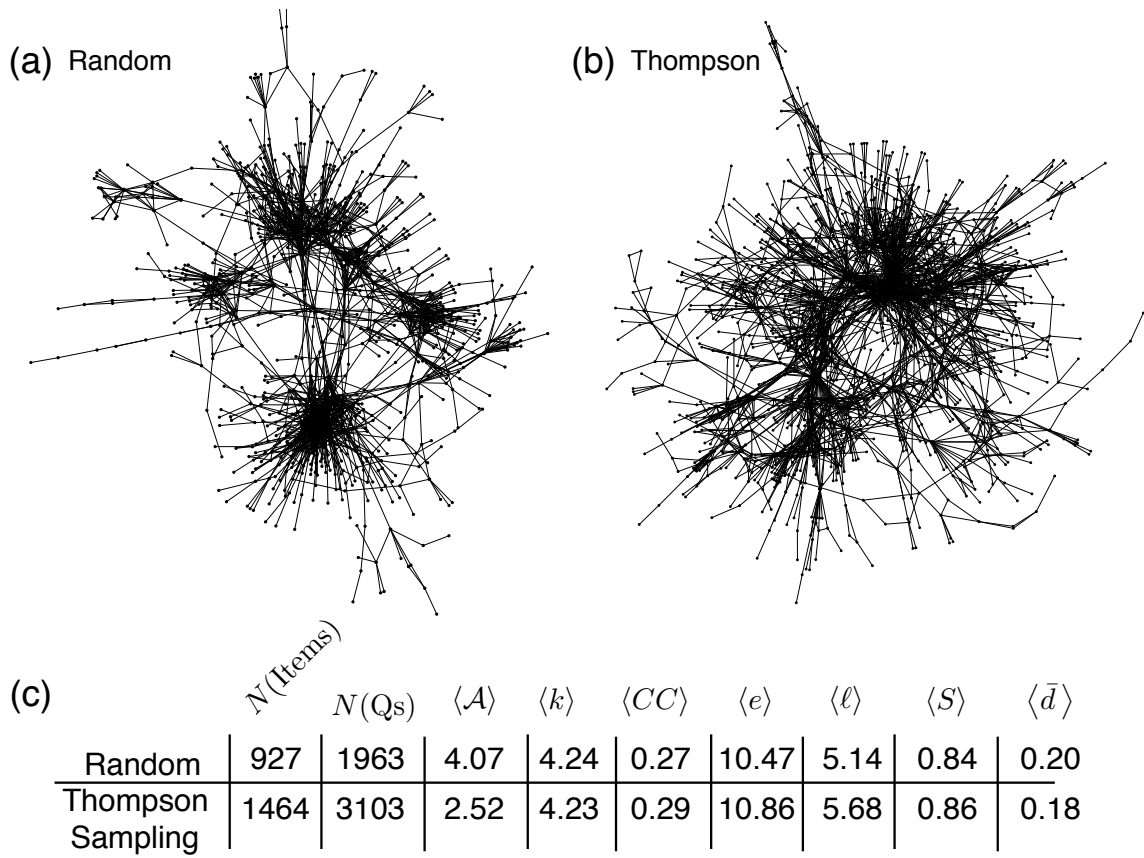 (a) Random
(b) Thompson
(c)
N(Items) N(Qs) ⟨𝒜⟩ ⟨k⟩ ⟨CC⟩ ⟨e⟩ ⟨ℓ⟩ ⟨S⟩ ⟨d̄⟩
Random 927 1963 4.07 4.24 0.27 10.47 5.14 0.84 0.20
Thompson
Sampling 1464 3103 2.52 4.23 0.29 10.86 5.68 0.86 0.18